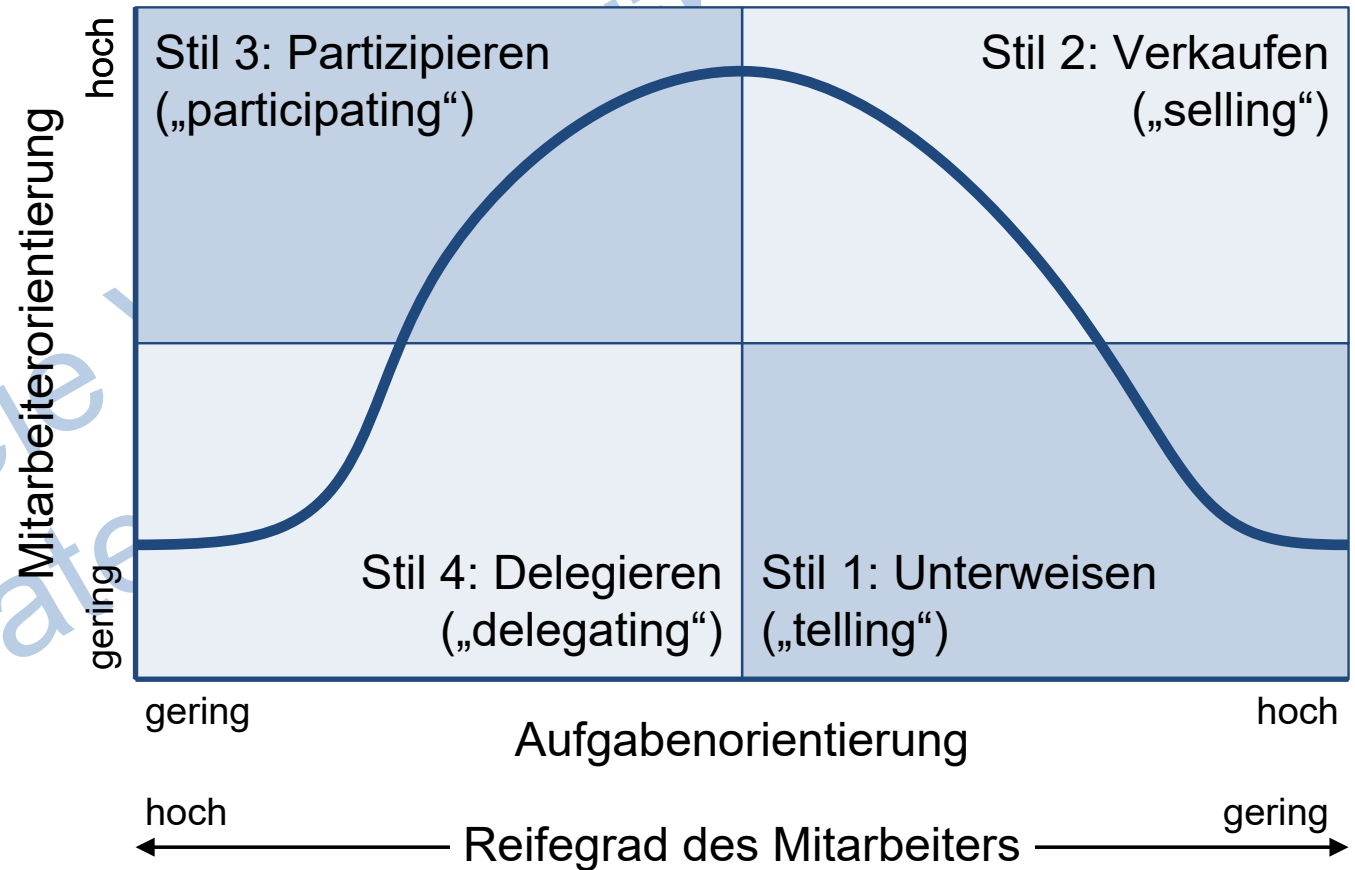 hoch
Stil 3: Partizipieren
(„participating“)
Stil 2: Verkaufen
(„selling“)
Mitarbeiterorientierung
gering
Stil 4: Delegieren
(„delegating“)
Stil 1: Unterweisen
(„telling“)
gering
hoch
Aufgabenorientierung
hoch
gering
Reifegrad des Mitarbeiters